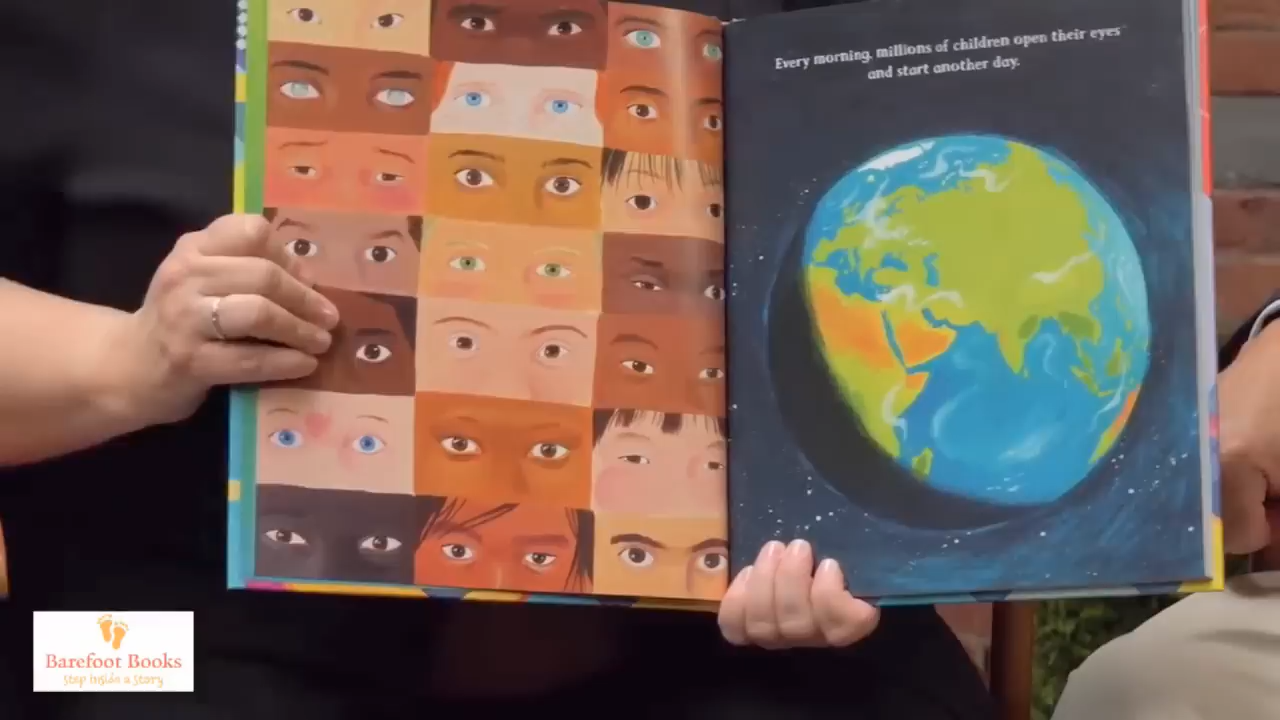 Every morning, millions of children open their eyes
and start another day.
Barefoot Books
Step inside a story